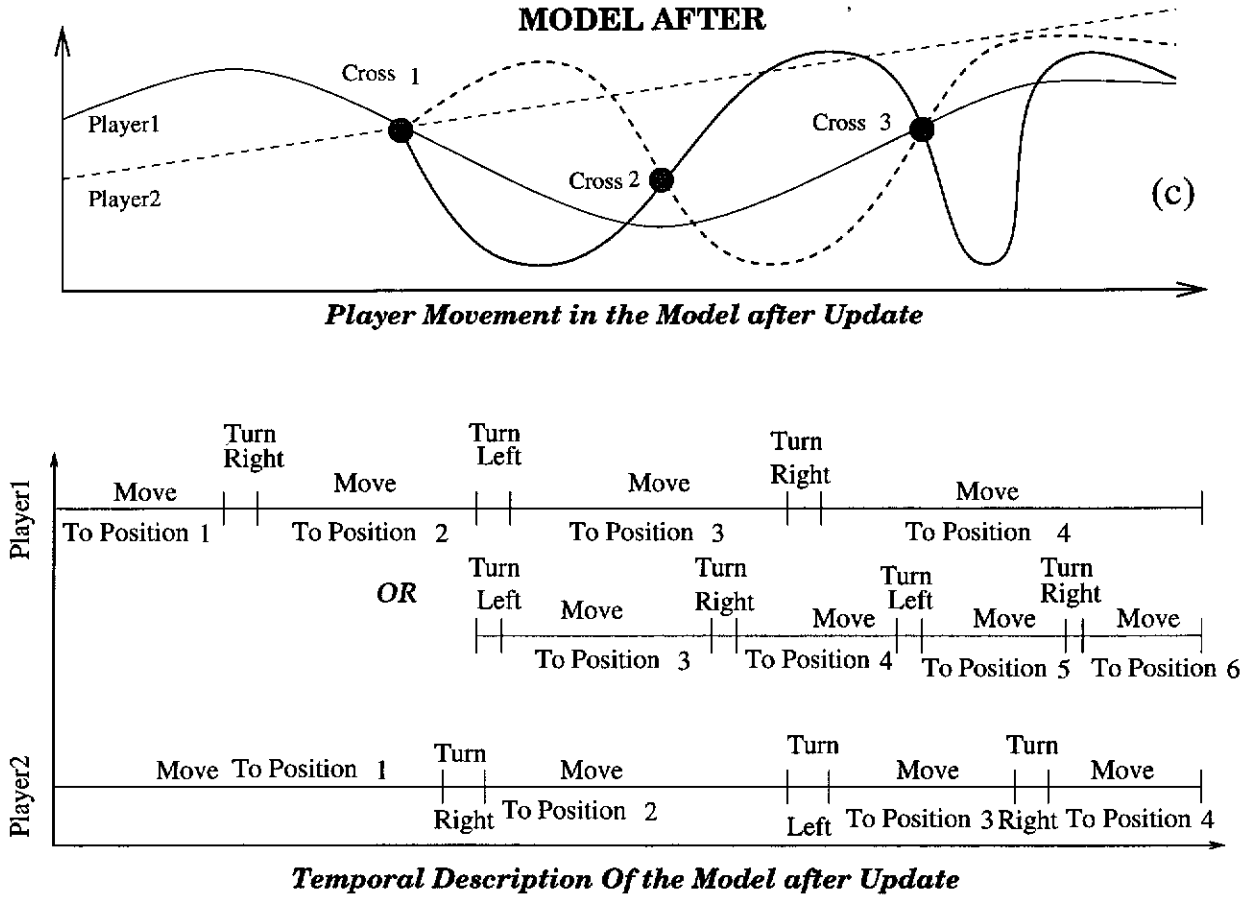 MODEL AFTER
Cross 1
Player1
Cross 3
Cross 2
Player2
(c)
Player Movement in the Model after Update
Turn
Right
Turn
Left
Turn
Right
Player1
Move
Move
Move
Move
To Position 1
To Position 2
To Position 3
To Position 4
OR
Turn
Left
Turn
Right
Turn
Left
Turn
Right
Move
Move
Move
Move
To Position 3
To Position 4
To Position 5
To Position 6
Player2
Move To Position 1
Turn
Right
Move
To Position 2
Turn
Left
Move
To Position 3
Turn
Right
Move
To Position 4
Temporal Description Of the Model after Update